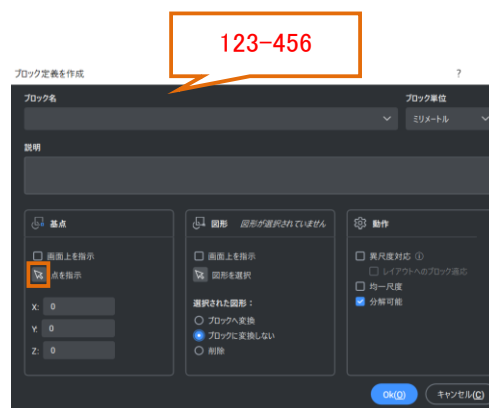 123-456
ブロック定義を作成 ?
ブロック名 ブロック単位
ミリメートル
説明
基点 図形 図形が選択されていません 動作
画面上を指示 画面上を指示 異尺度対応
点を指示 図形を選択 レイアウトへのブロック適応
均一尺度
X: 0 選択された図形： 分解可能
ブロックへ変換
Y: 0 ブロックに変換しない
Z: 0 削除
Ok(O) キャンセル(C)